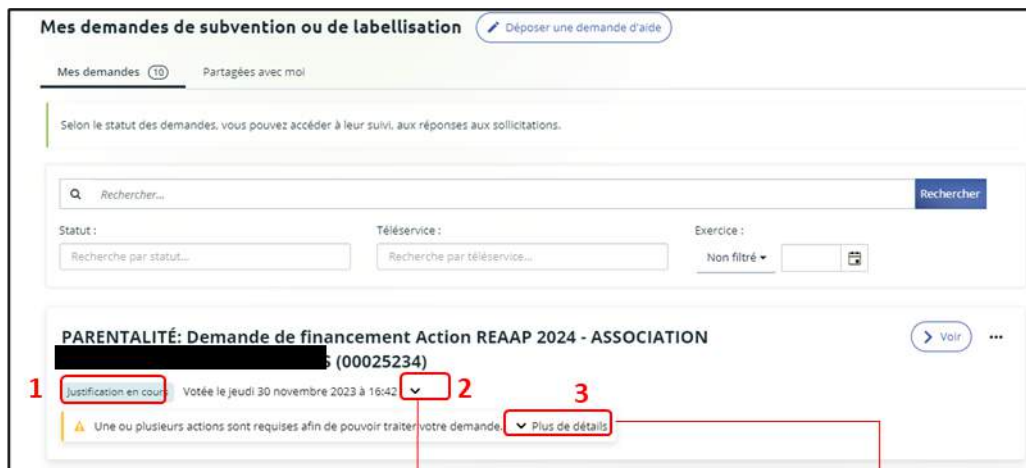 Mes demandes de subvention ou de labellisation Déposer une demande d'aide
Mes demandes 10 Partagées avec moi
Selon le statut des demandes, vous pouvez accéder à leur suivi, aux réponses aux sollicitations.
Rechercher... Rechercher
Statut : Téléservice : Exercice :
Recherche par statut... Recherche par téléservice... Non filtré
PARENTALITÉ: Demande de financement Action REAAP 2024 - ASSOCIATION Voir ...
(00025234)
1 Justification en cours Votée le jeudi 30 novembre 2023 à 16:42 2 3
Une ou plusieurs actions sont requises afin de pouvoir traiter votre demande. Plus de détails